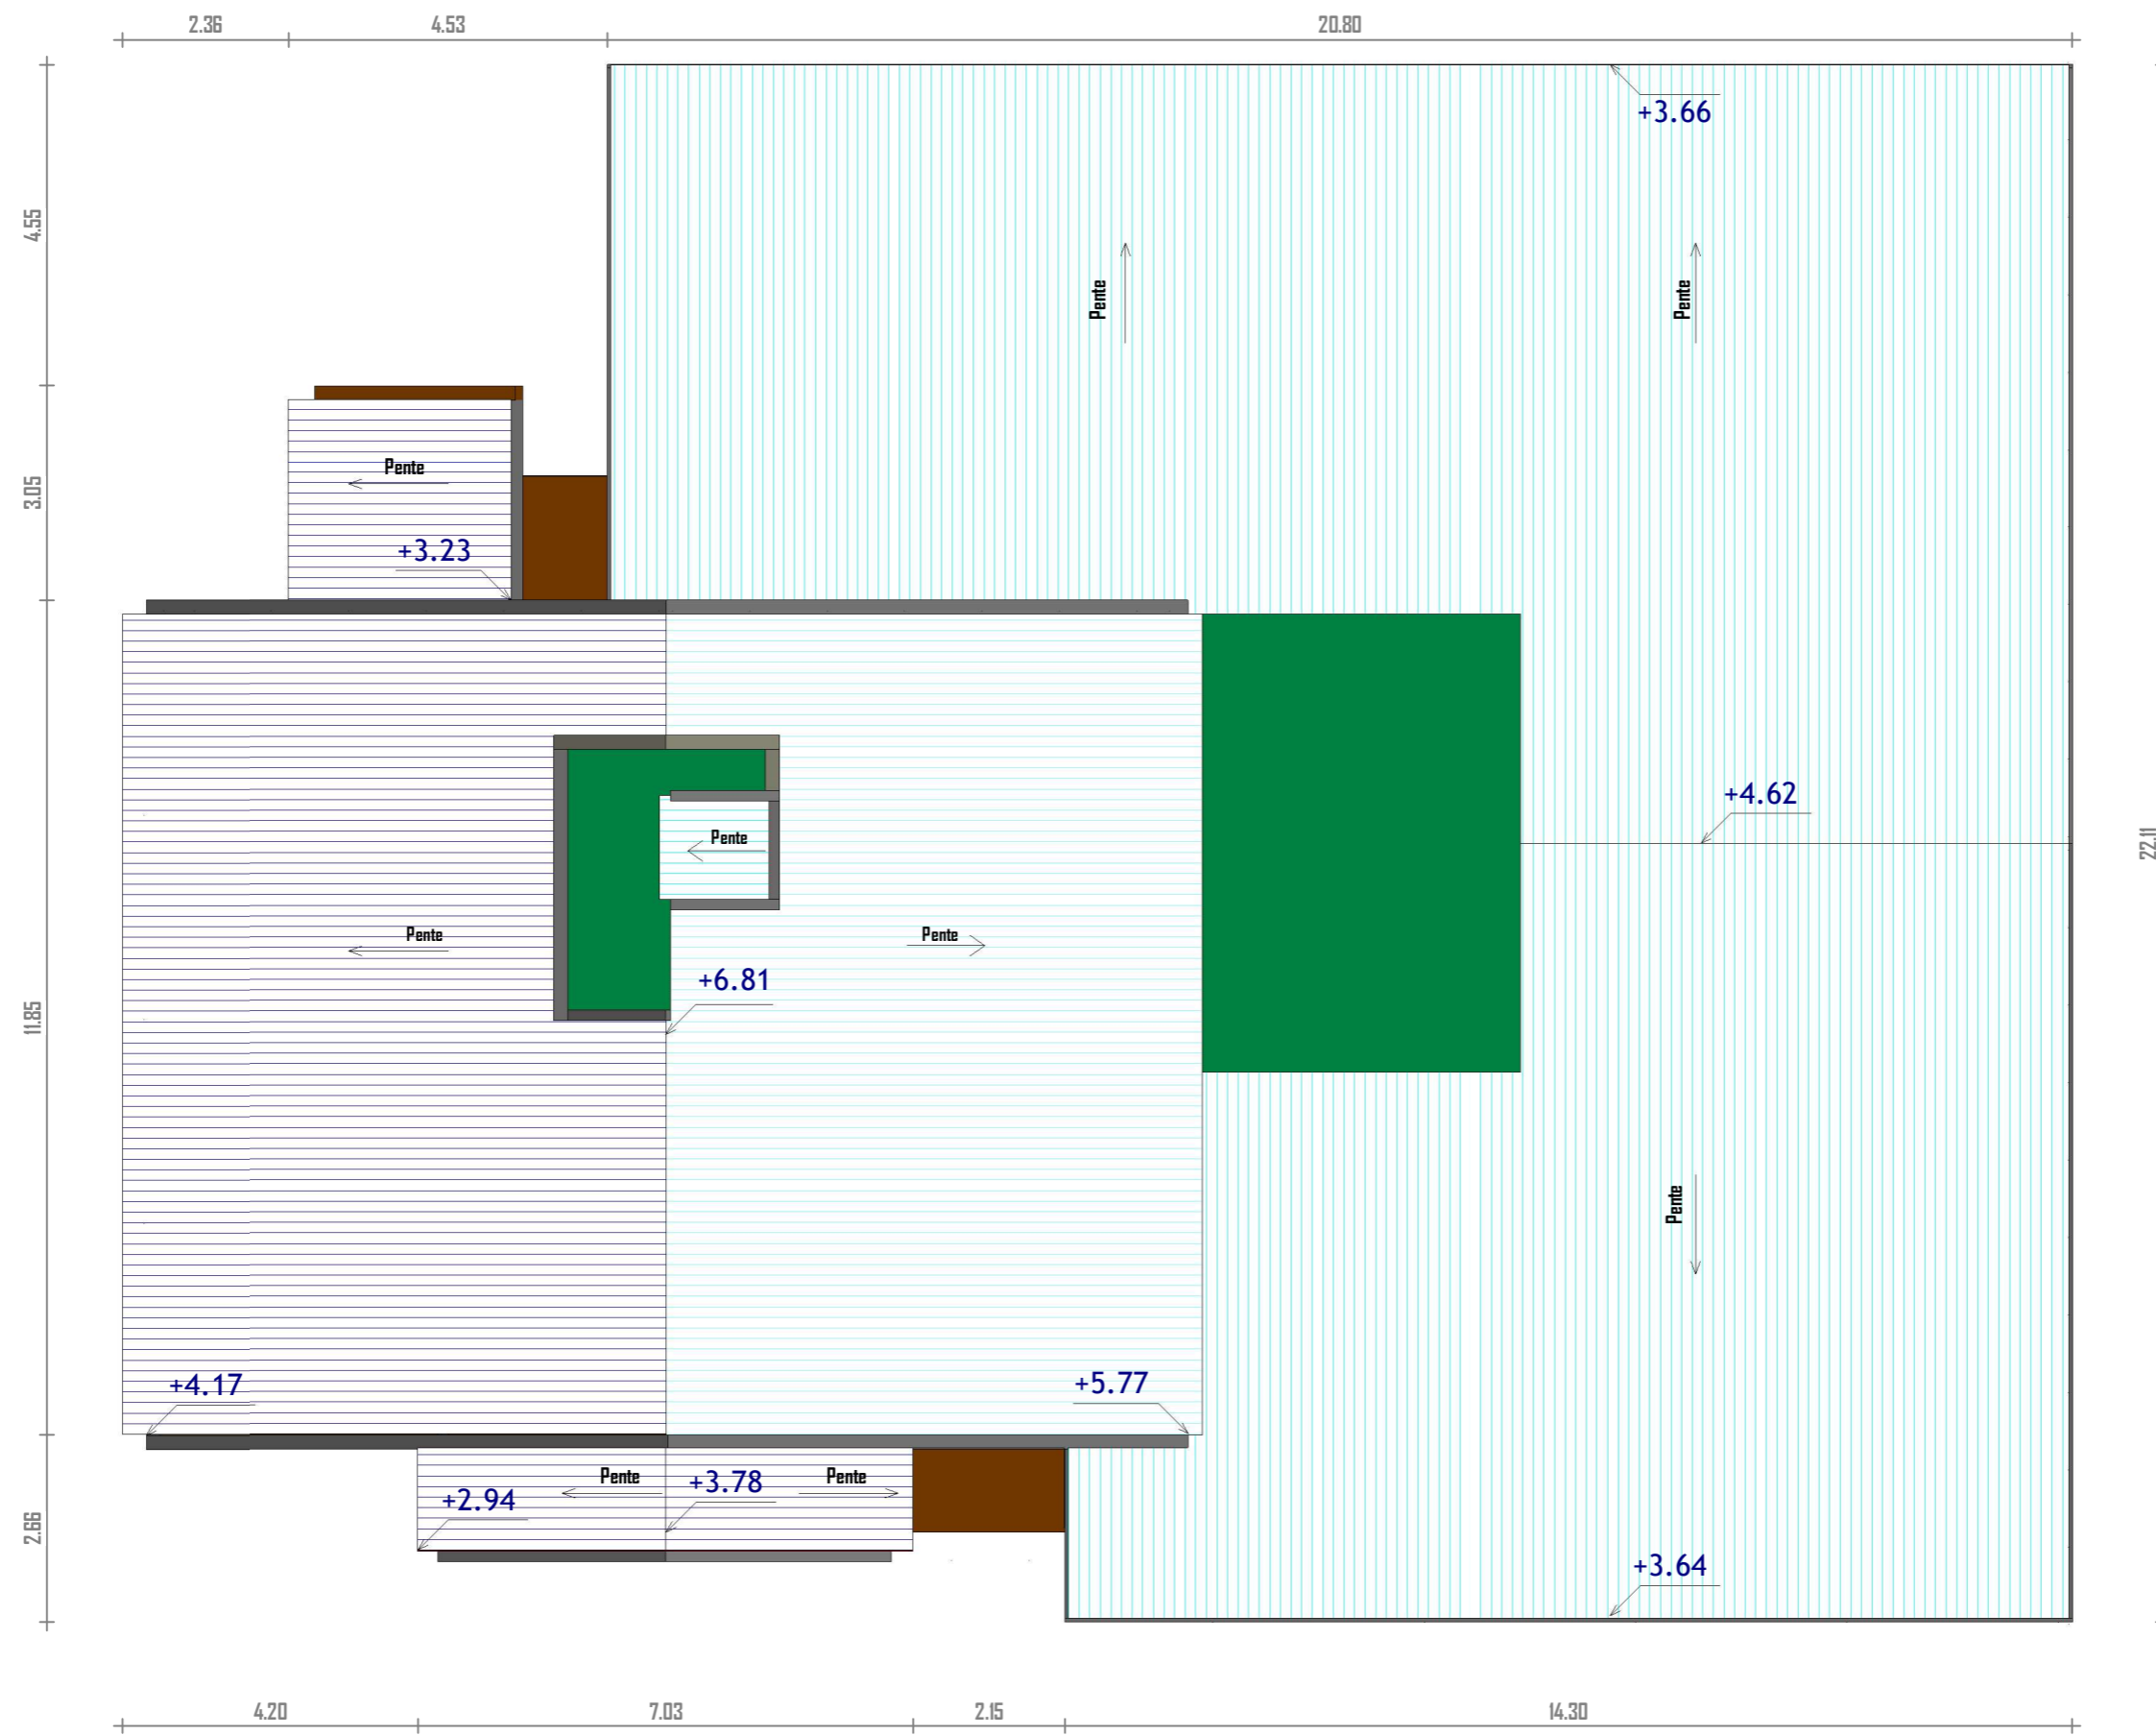 2.36
4.53
20.80
+3.66
4.55
Pente
Pente
Pente
3.05
+3.23
+4.62
Pente
22.11
Pente
Pente
+6.81
11.85
Pente
+4.17
+5.77
Pente
Pente
+3.78
+2.94
2.66
+3.64
4.20
7.03
2.15
14.30